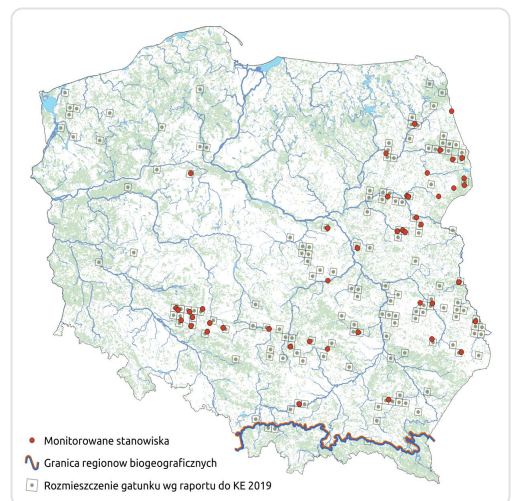 Monitorowane stanowiska
Granica regionow biogeograficznych
Rozmieszczenie gatunku wg raportu do KE 2019